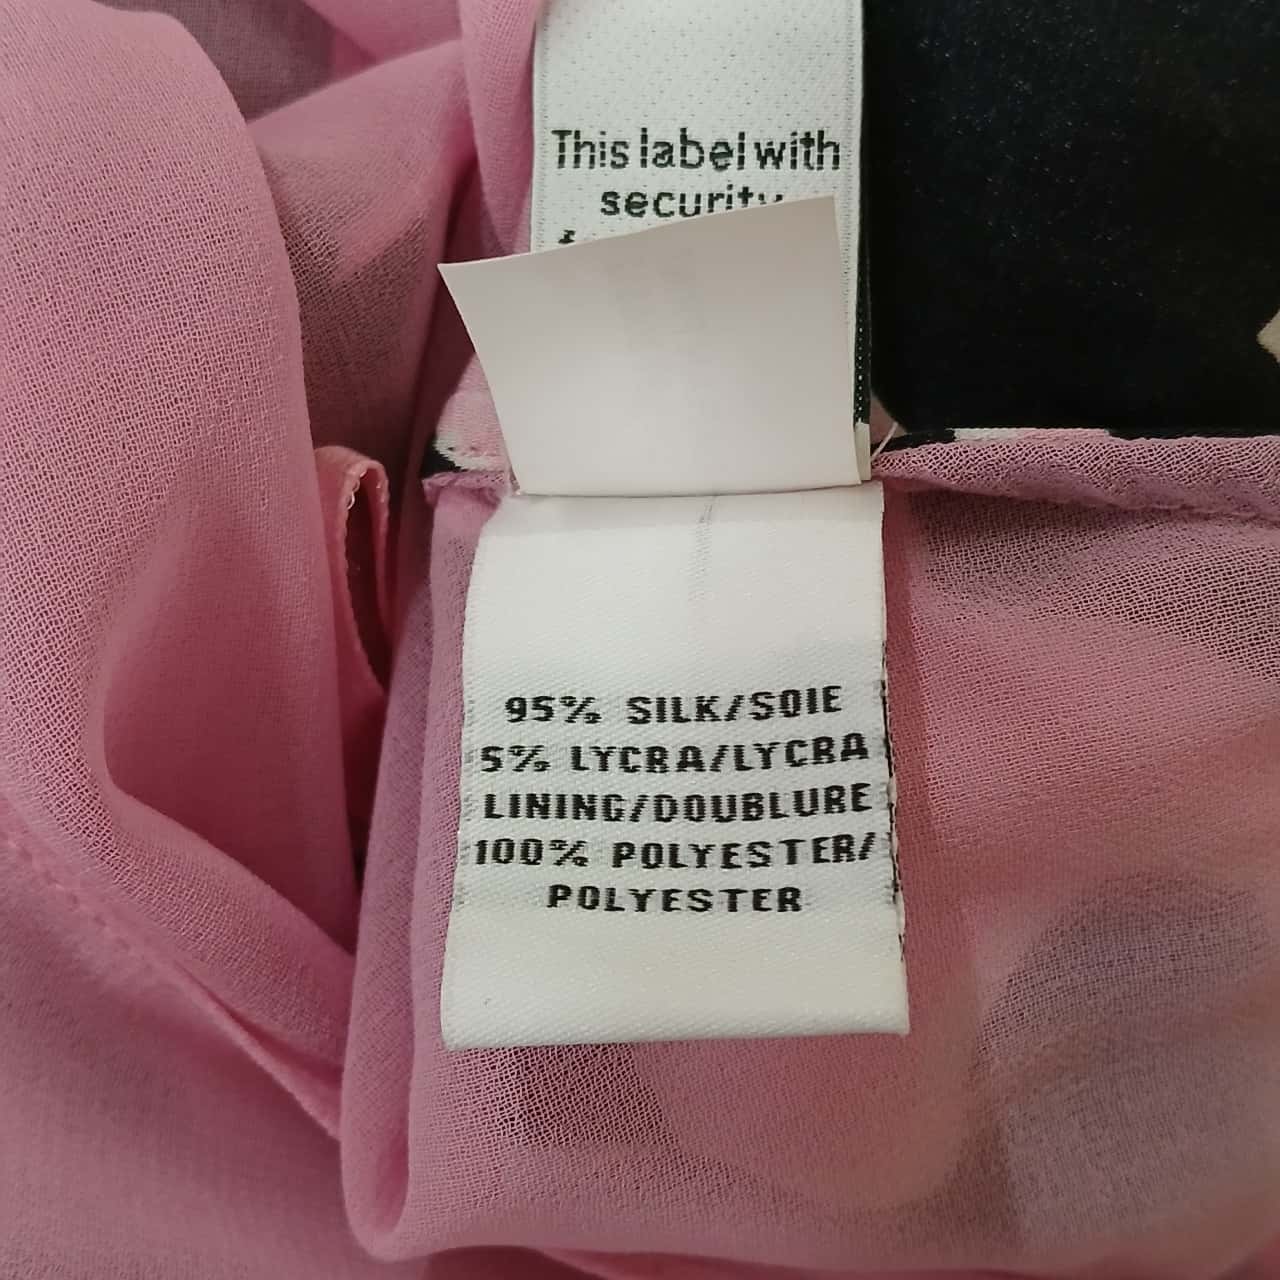 This label with
security
95% SILK/SOIE
5% LYCRA/LYCRA
LINING/DOUBLURE
100% POLYESTER/
POLYESTER